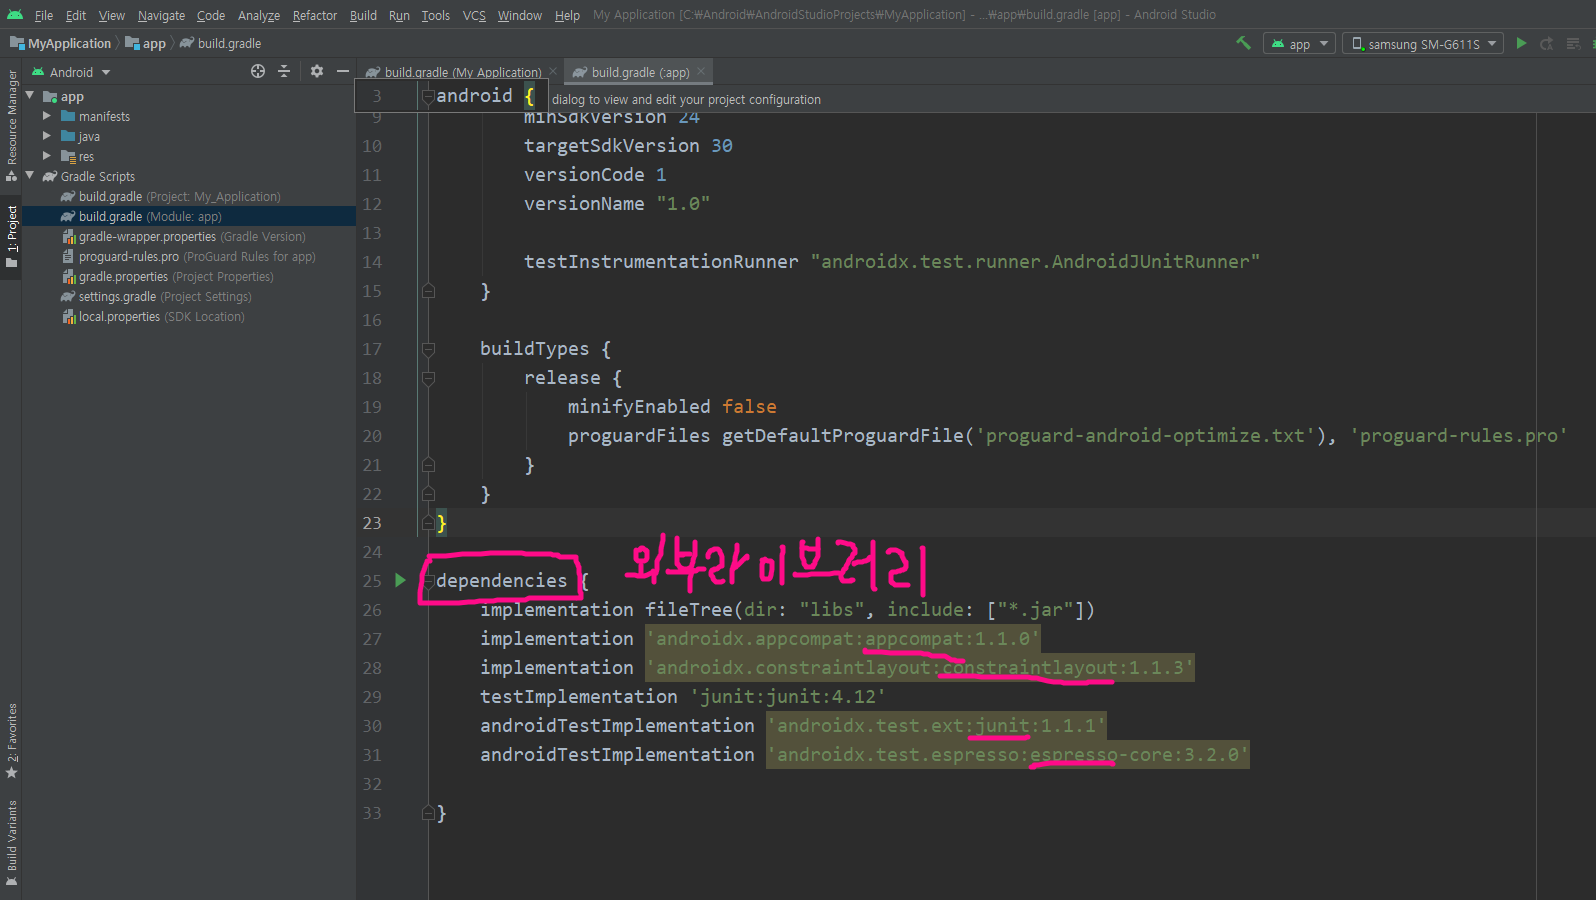 File Edit View Navigate Code Analyze Refactor Build Run Tools VCS Window Help My Application [C:₩Android₩AndroidStudioProjects₩MyApplication] - ...₩app₩build.gradle [app] - Android Studio
MyApplication app build.gradle
app samsung SM-G611S
Android
build.gradle (My Application) build.gradle (:app)
Resource Manager
1: Project
2: Favorites
Build Variants
app
manifests
java
res
Gradle Scripts
build.gradle (Project: My_Application)
build.gradle (Module: app)
gradle-wrapper.properties (Gradle Version)
proguard-rules.pro (ProGuard Rules for app)
gradle.properties (Project Properties)
settings.gradle (Project Settings)
local.properties (SDK Location)
3 android {
dialog to view and edit your project configuration
9 minSdkVersion 24
10 targetSdkVersion 30
11 versionCode 1
12 versionName "1.0"
13
14 testInstrumentationRunner "androidx.test.runner.AndroidJUnitRunner"
15 }
16
17 buildTypes {
18 release {
19 minifyEnabled false
20 proguardFiles getDefaultProguardFile('proguard-android-optimize.txt'), 'proguard-rules.pro'
21 }
22 }
23 }
24
외부라이브러리
25 dependencies {
26 implementation fileTree(dir: "libs", include: ["*.jar"])
27 implementation 'androidx.appcompat:appcompat:1.1.0'
28 implementation 'androidx.constraintlayout:constraintlayout:1.1.3'
29 testImplementation 'junit:junit:4.12'
30 androidTestImplementation 'androidx.test.ext:junit:1.1.1'
31 androidTestImplementation 'androidx.test.espresso:espresso-core:3.2.0'
32
33 }